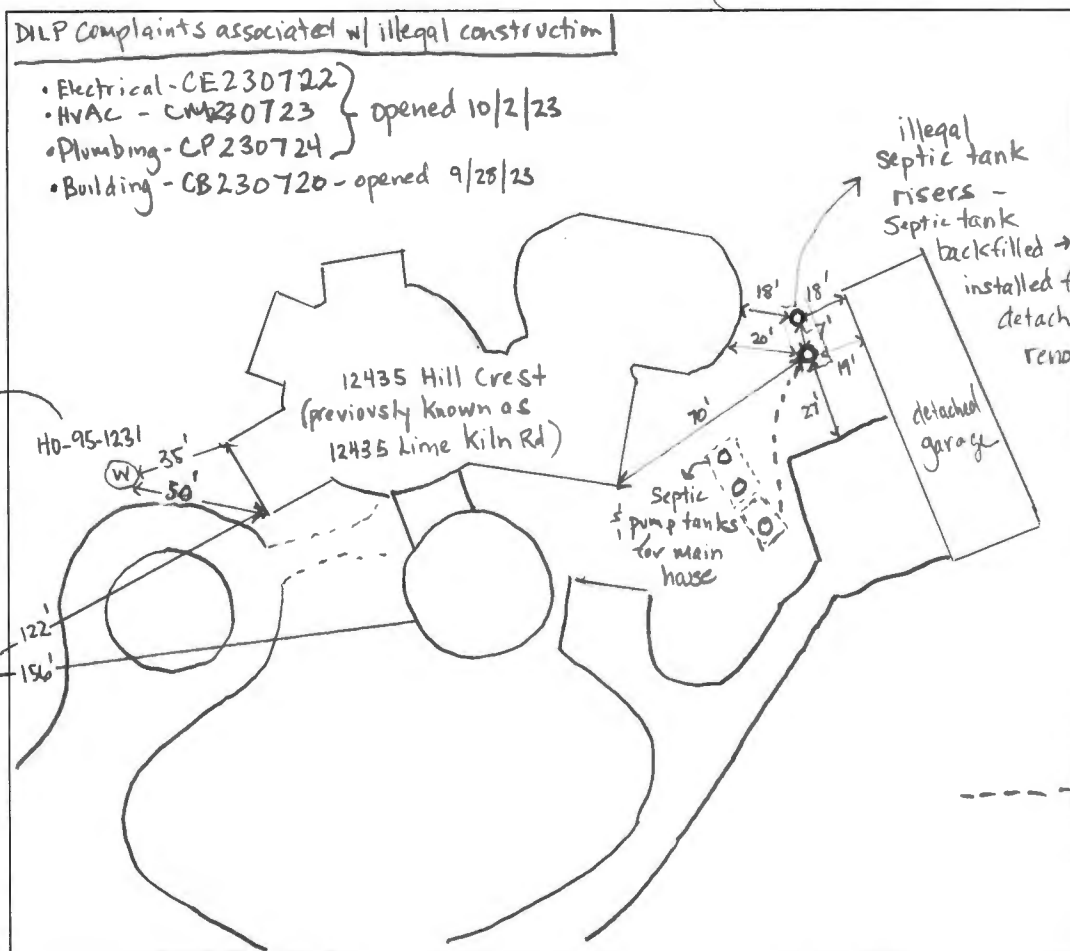 DILP Complaints associated w/ illegal construction
• Electrical - CE230722
• HVAC - CM230723
• Plumbing - CP230724
opened 10/2/23
• Building - CB230720 - opened 9/28/23
illegal
septic tank
risers -
Septic tank
backfilled →
installed
detach
reno
18'
18'
20'
7'
19'
27'
70'
12435 Hill Crest
(previously known as
12435 Lime Kiln Rd)
detached
garage
HO-95-1231
W
35'
50'
Septic
& pump tanks
for main
house
122'
156'